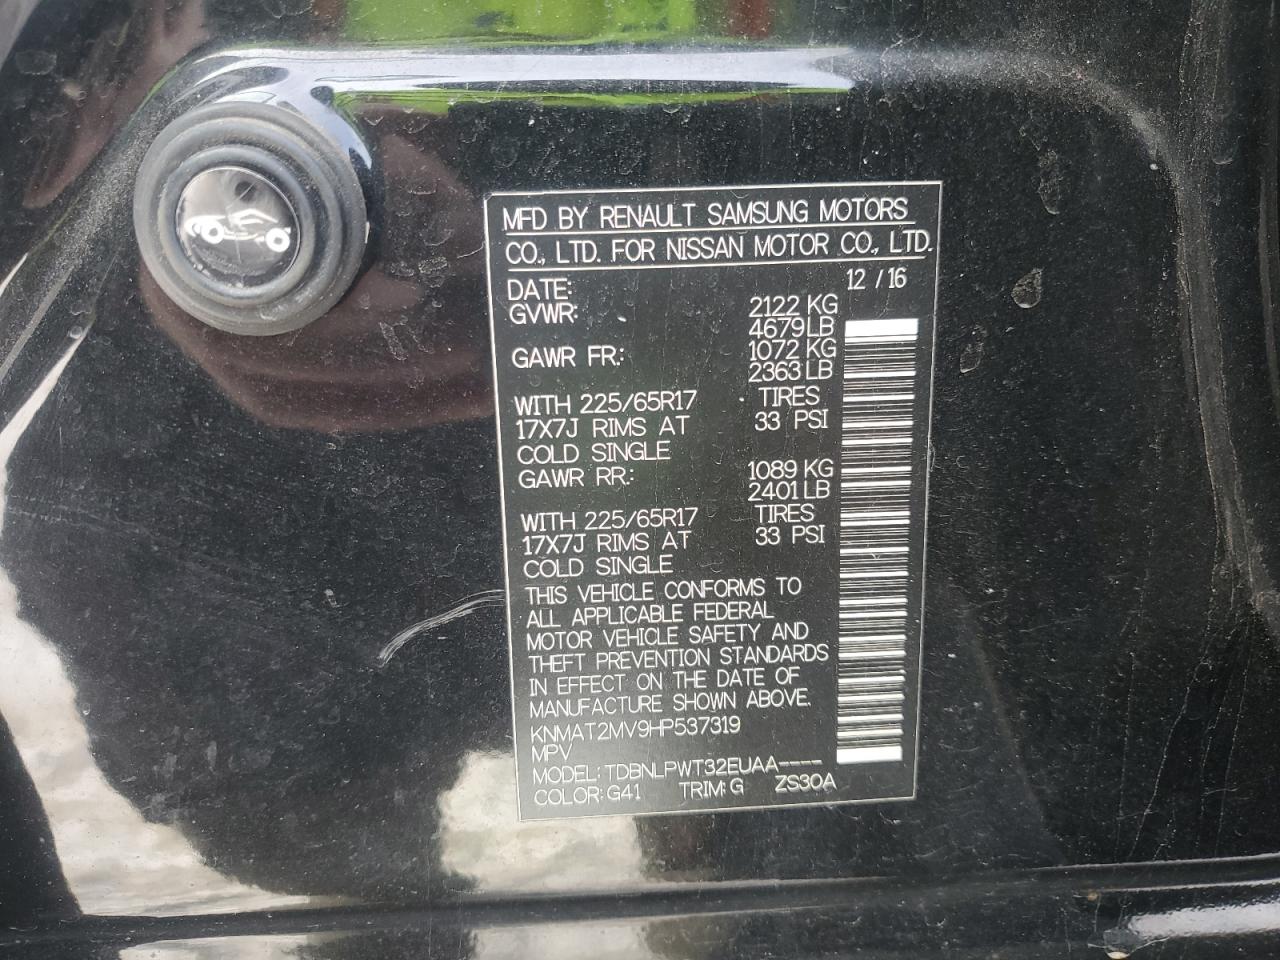 MFD BY RENAULT SAMSUNG MOTORS
CO., LTD. FOR NISSAN MOTOR CO., LTD.
DATE: 12 / 16
GVWR: 2122 KG
4679 LB
GAWR FR: 1072 KG
2363 LB
WITH 225/65R17 TIRES
17X7J RIMS AT 33 PSI
COLD SINGLE
GAWR RR: 1089 KG
2401 LB
WITH 225/65R17 TIRES
17X7J RIMS AT 33 PSI
COLD SINGLE
THIS VEHICLE CONFORMS TO
ALL APPLICABLE FEDERAL
MOTOR VEHICLE SAFETY AND
THEFT PREVENTION STANDARDS
IN EFFECT ON THE DATE OF
MANUFACTURE SHOWN ABOVE.
KNMAT2MV9HP537319
MPV
MODEL: TDBNLPWT32EUAA----
COLOR: G41 TRIM: G ZS30A